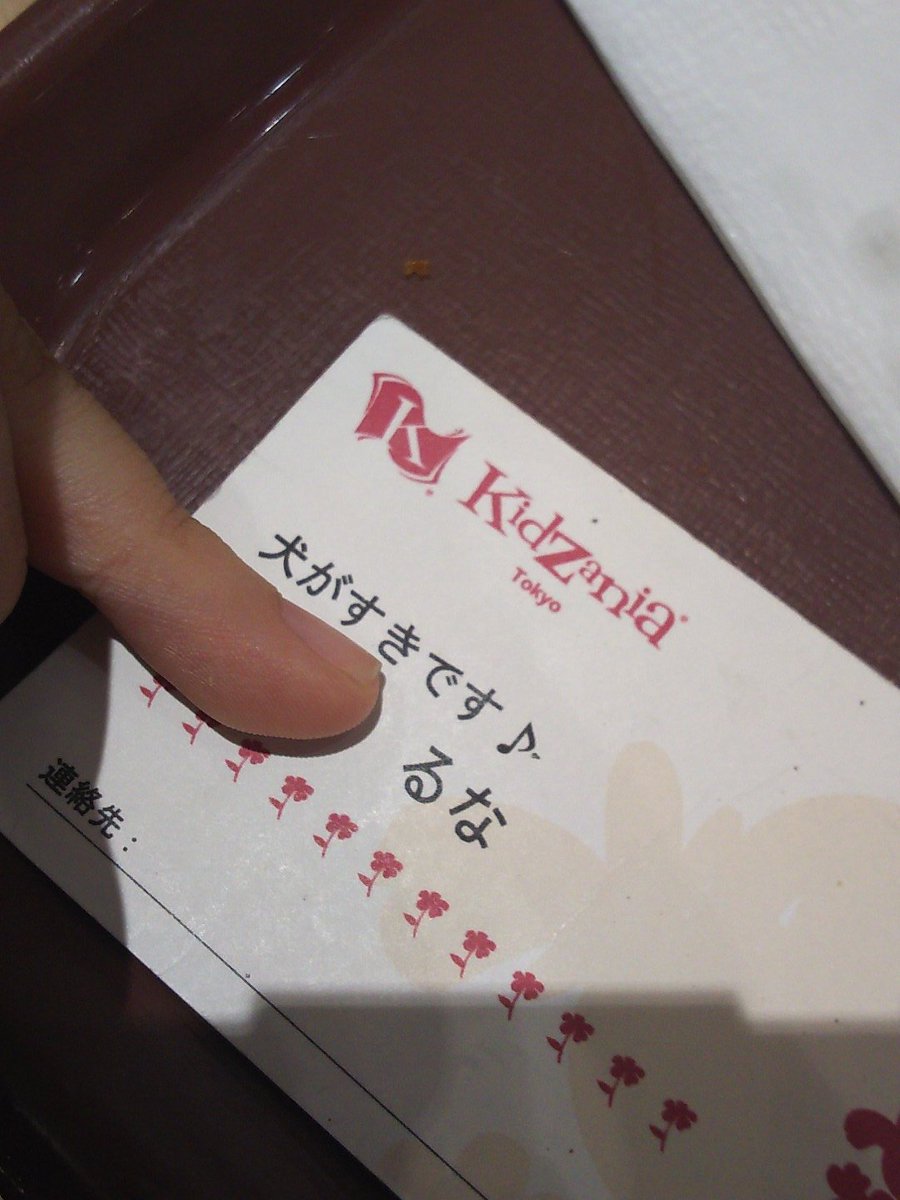 KidZania
Tokyo
犬がすきです♪
るな
連絡先：